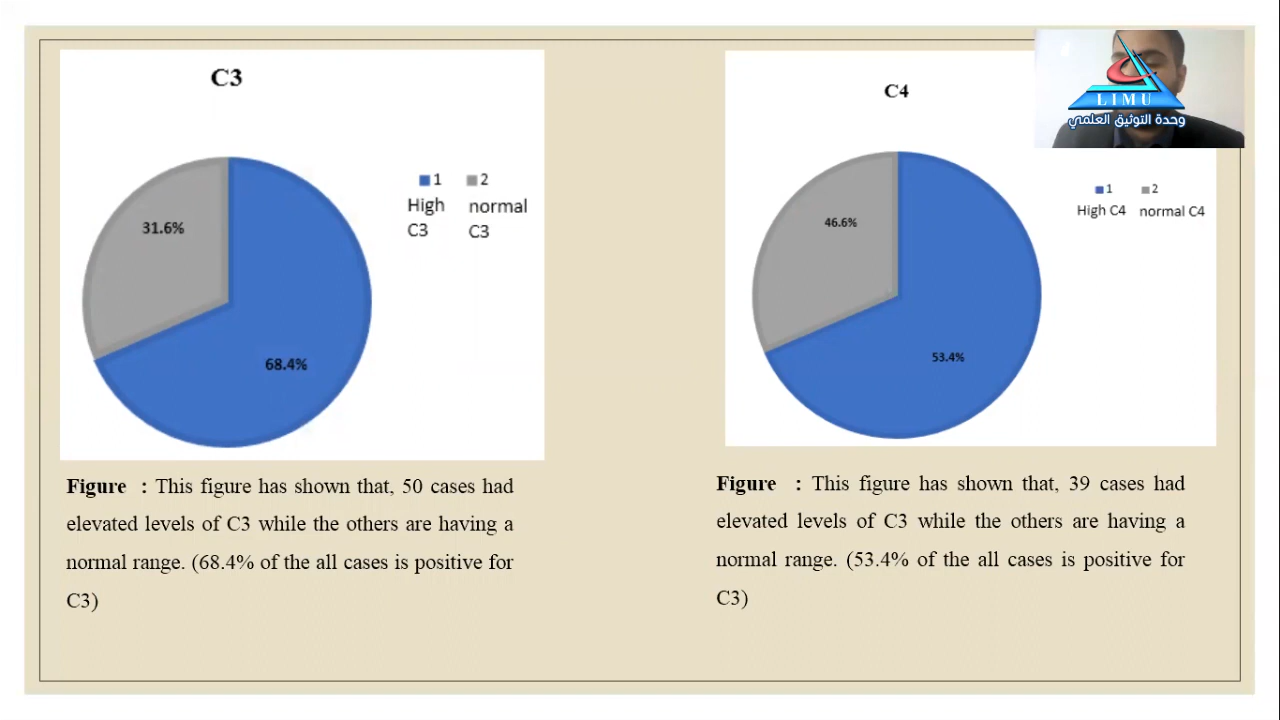 C3
31.6%
68.4%
1 2
High normal
C3 C3
Figure : This figure has shown that, 50 cases had
elevated levels of C3 while the others are having a
normal range. (68.4% of the all cases is positive for
C3)
C4
46.6%
53.4%
1 2
High C4 normal C4
Figure : This figure has shown that, 39 cases had
elevated levels of C3 while the others are having a
normal range. (53.4% of the all cases is positive for
C3)
LIMU
وحدة التوثيق العلمي